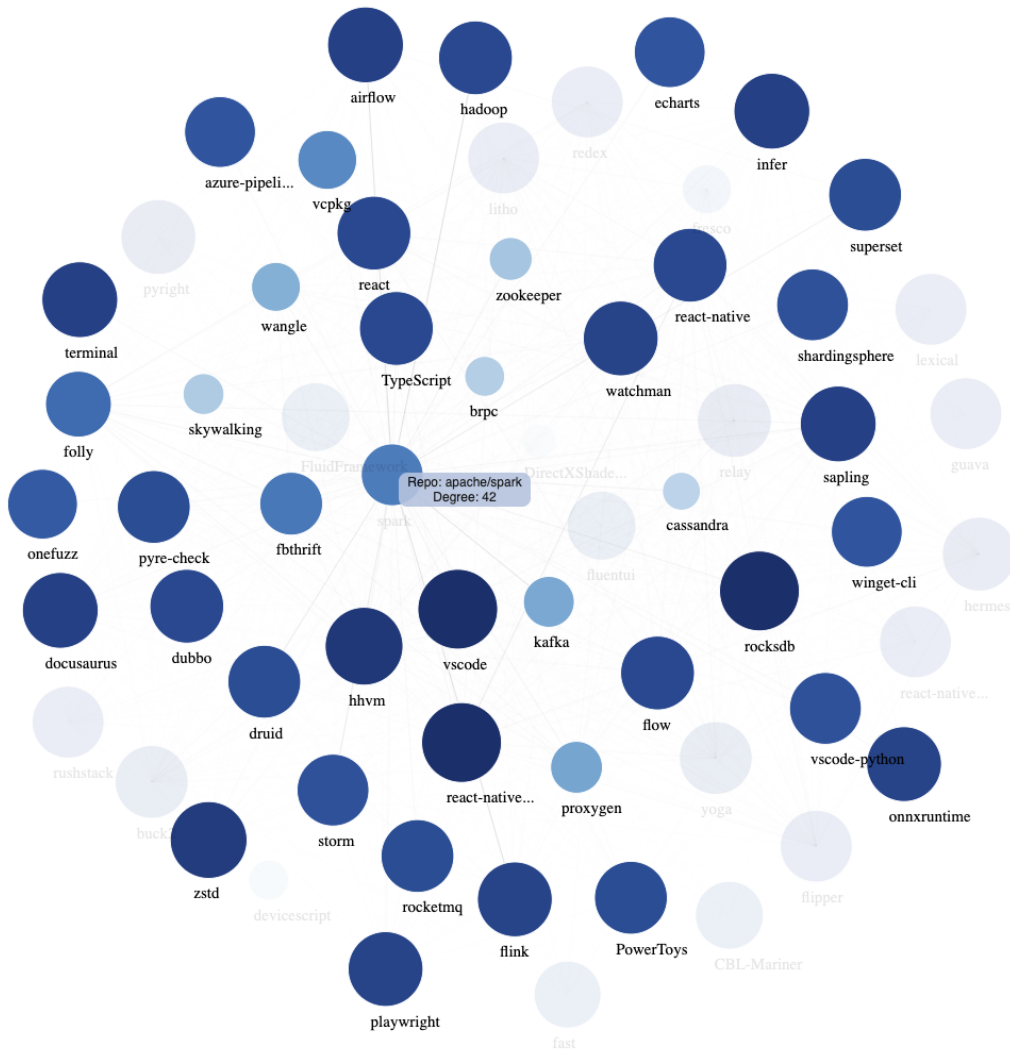 airflow
hadoop
echarts
redex
infer
azure-pipeli...
vcpkg
litho
fresco
superset
pyright
react
zookeeper
react-native
wangle
terminal
TypeScript
watchman
shardingsphere
lexical
folly
skywalking
brpc
FluidFramework
DirectXShade...
relay
guava
sapling
Repo: apache/spark
Degree: 42
spark
onefuzz
pyre-check
fbthrift
cassandra
fluentui
winget-cli
hermes
docusaurus
dubbo
hhvm
vscode
kafka
rocksdb
react-native...
druid
flow
rushstack
vscode-python
buck
storm
react-native...
proxygen
yoga
onnxruntime
zstd
devicescript
rocketmq
flink
PowerToys
flipper
CBL-Mariner
playwright
fast